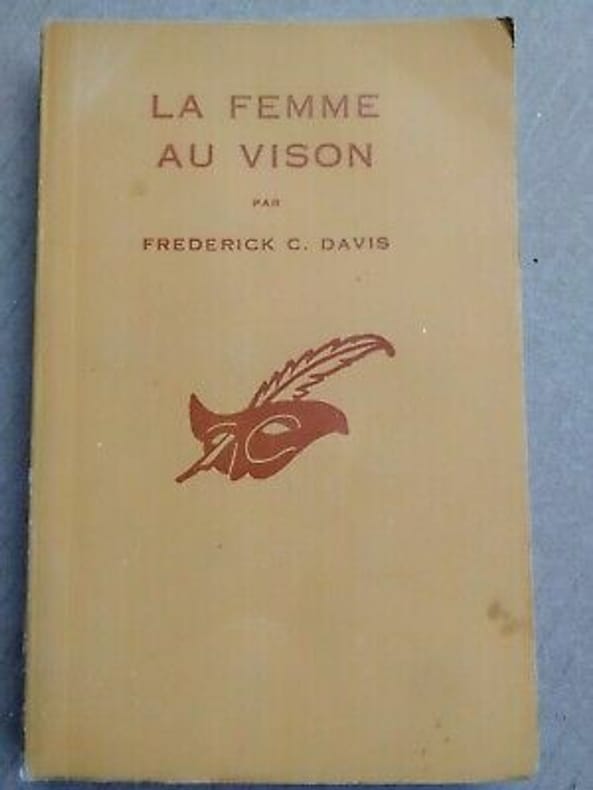 LA FEMME
AU VISON
PAR
FREDERICK C. DAVIS